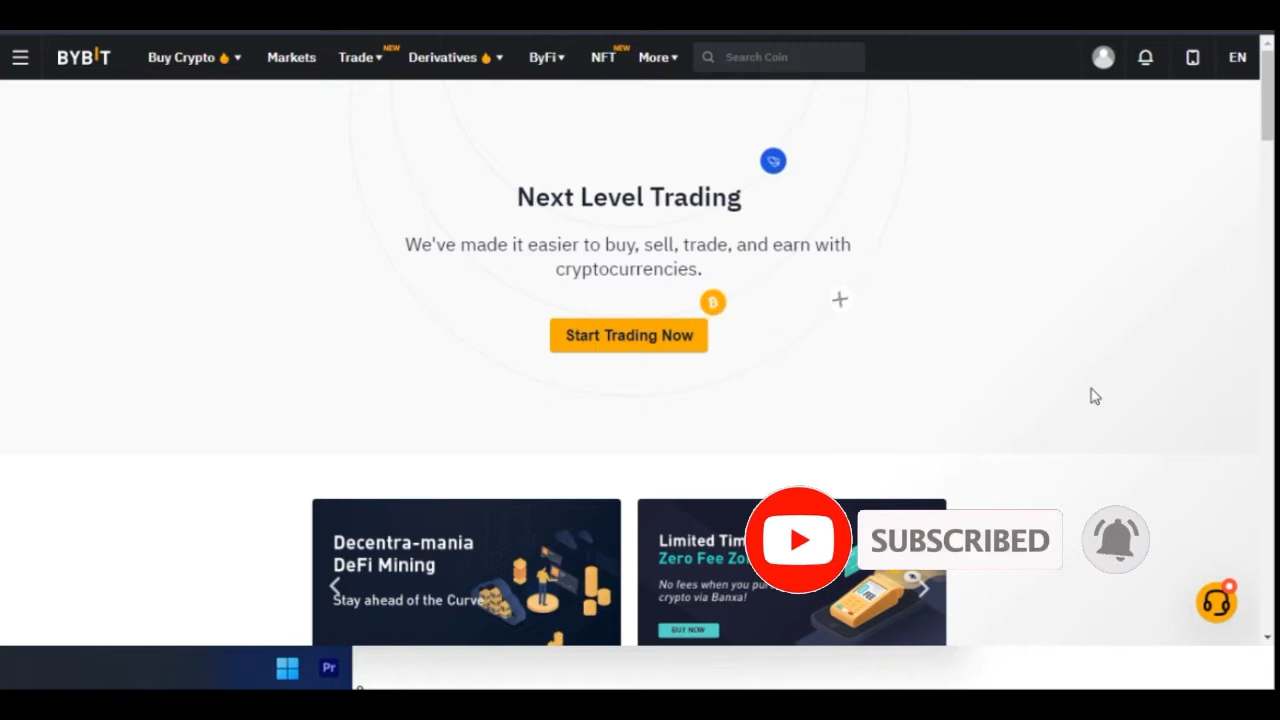 BYBIT Buy Crypto Markets Trade NEW Derivatives ByFi NFT NEW More Search Coin EN
Next Level Trading
We've made it easier to buy, sell, trade, and earn with
cryptocurrencies.
B
Start Trading Now
Decentra-mania
DeFi Mining
Stay ahead of the Curve
Limited Tim
Zero Fee Zo
No fees when you pu
crypto via Banxa!
BUY NOW
FEE
SUBSCRIBED
Pr